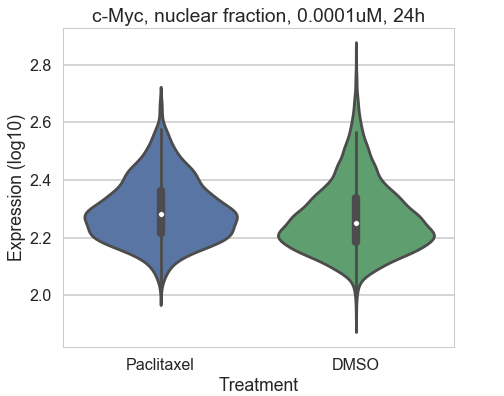 c-Myc, nuclear fraction, 0.0001uM, 24h
Expression (log10)
2.8
2.6
2.4
2.2
2.0
Paclitaxel DMSO
Treatment